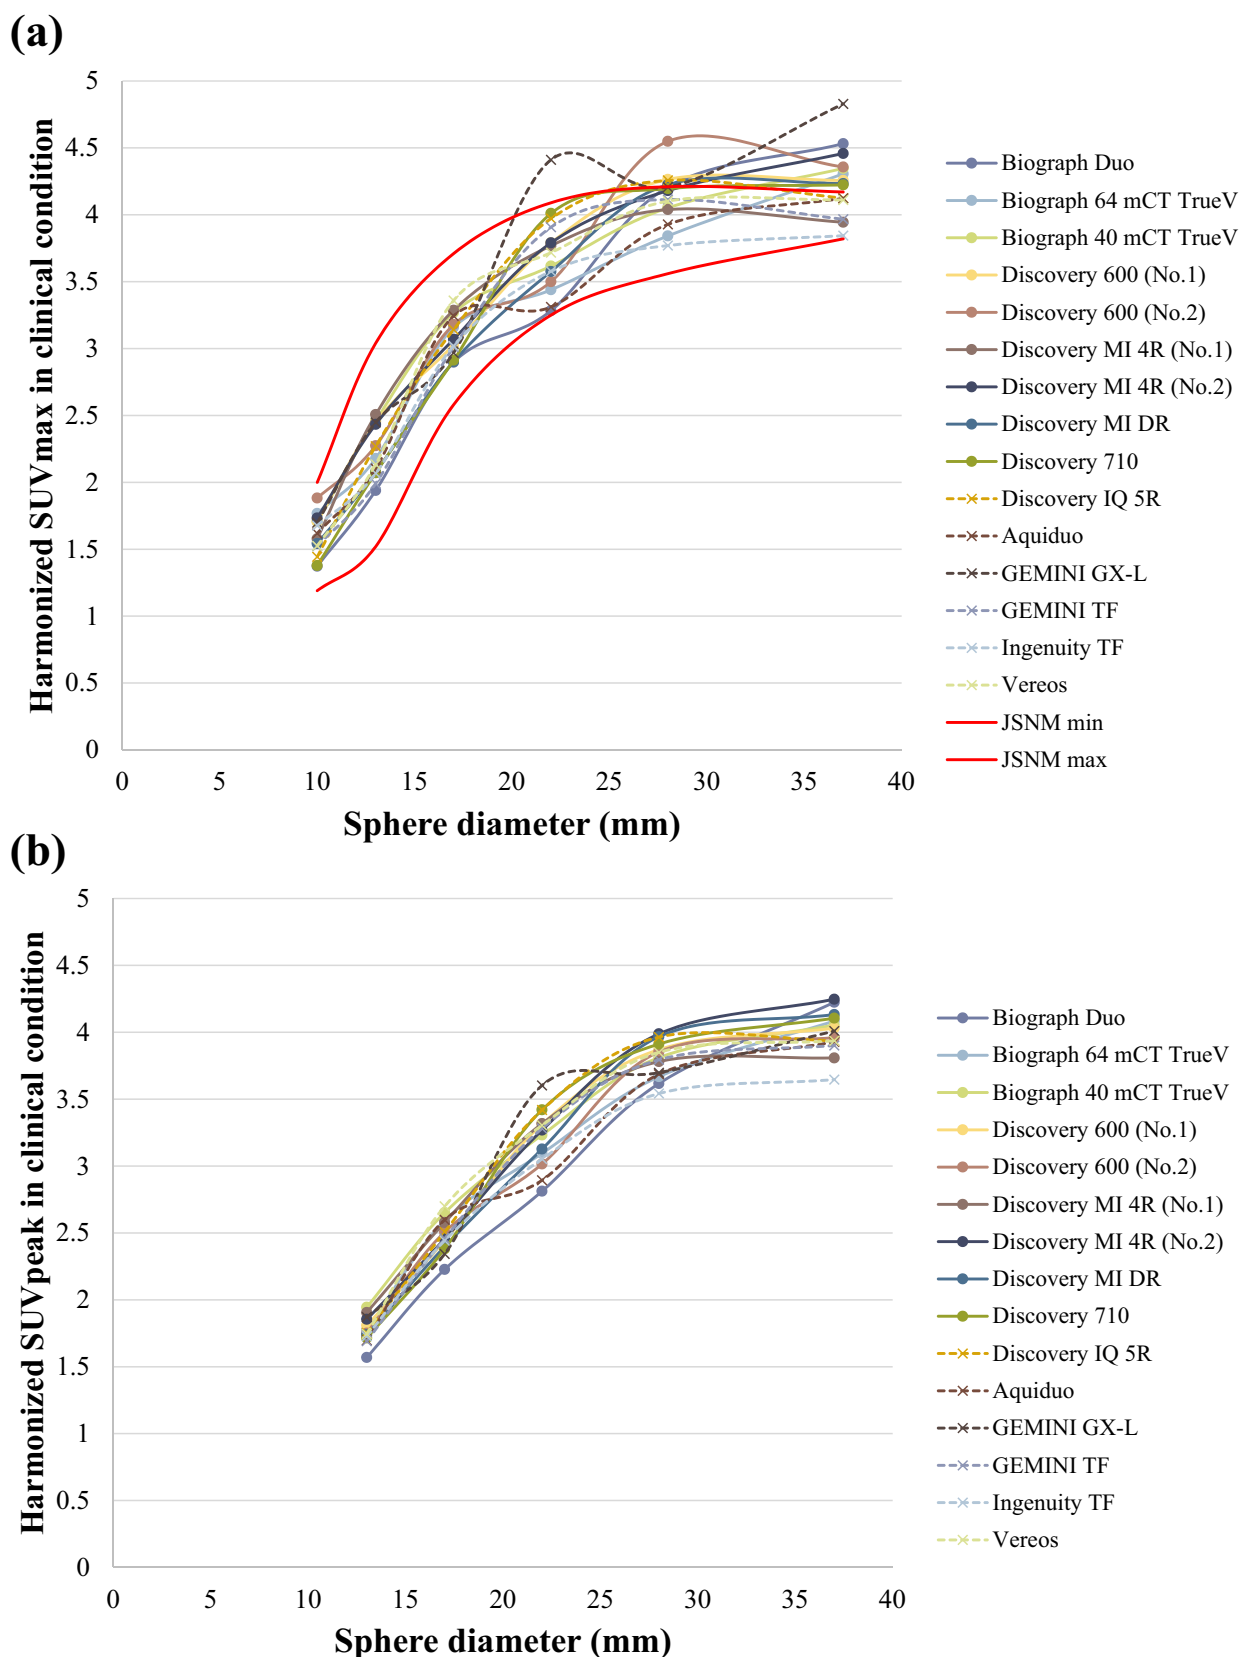 (a)
Harmonized SUVmax in clinical condition
5
4.5
4
3.5
3
2.5
2
1.5
1
0.5
0
0 5 10 15 20 25 30 35 40
Sphere diameter (mm)
Biograph Duo
Biograph 64 mCT TrueV
Biograph 40 mCT TrueV
Discovery 600 (No.1)
Discovery 600 (No.2)
Discovery MI 4R (No.1)
Discovery MI 4R (No.2)
Discovery MI DR
Discovery 710
Discovery IQ 5R
Aquiduo
GEMINI GX-L
GEMINI TF
Ingenuity TF
Vereos
JSNM min
JSNM max
(b)
Harmonized SUVpeak in clinical condition
5
4.5
4
3.5
3
2.5
2
1.5
1
0.5
0
0 5 10 15 20 25 30 35 40
Sphere diameter (mm)
Biograph Duo
Biograph 64 mCT TrueV
Biograph 40 mCT TrueV
Discovery 600 (No.1)
Discovery 600 (No.2)
Discovery MI 4R (No.1)
Discovery MI 4R (No.2)
Discovery MI DR
Discovery 710
Discovery IQ 5R
Aquiduo
GEMINI GX-L
GEMINI TF
Ingenuity TF
Vereos